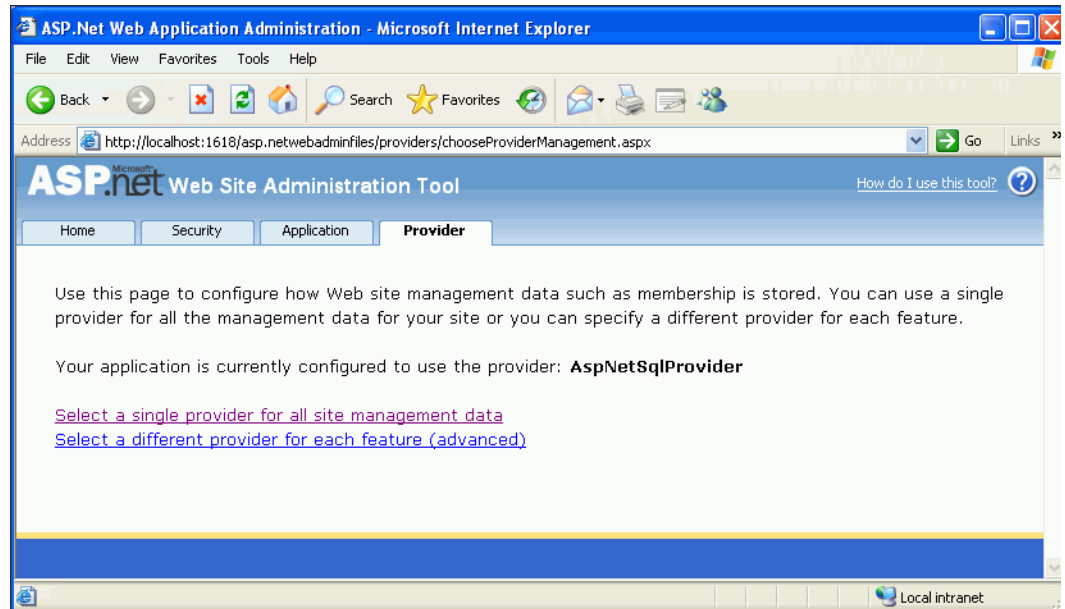 ASP.Net Web Application Administration - Microsoft Internet Explorer
File Edit View Favorites Tools Help
Back Search Favorites
Address http://localhost:1618/asp.netwebadminfiles/providers/chooseProviderManagement.aspx Go Links »
Microsoft
ASP.net Web Site Administration Tool How do I use this tool? ?
Home Security Application Provider
Use this page to configure how Web site management data such as membership is stored. You can use a single
provider for all the management data for your site or you can specify a different provider for each feature.
Your application is currently configured to use the provider: AspNetSqlProvider
Select a single provider for all site management data
Select a different provider for each feature (advanced)
Local intranet